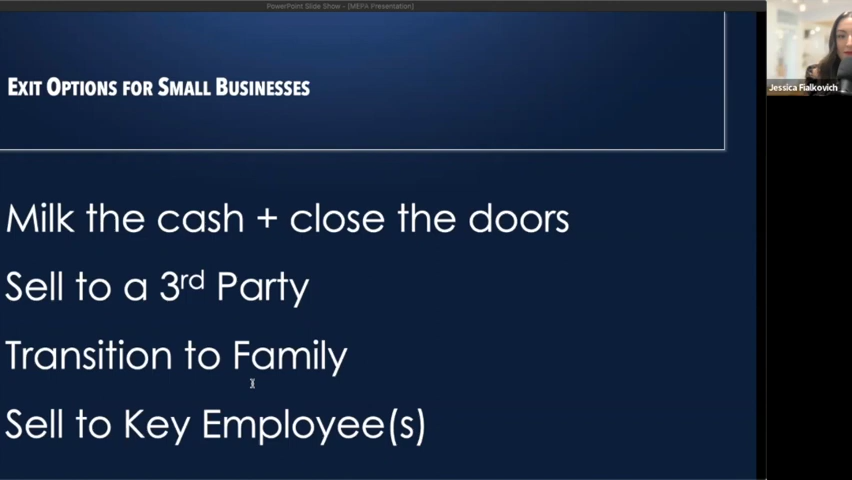 PowerPoint Slide Show - [MEPA Presentation]
Jessica Fialkovich
EXIT OPTIONS FOR SMALL BUSINESSES
Milk the cash + close the doors
Sell to a 3rd Party
Transition to Family
Sell to Key Employee(s)